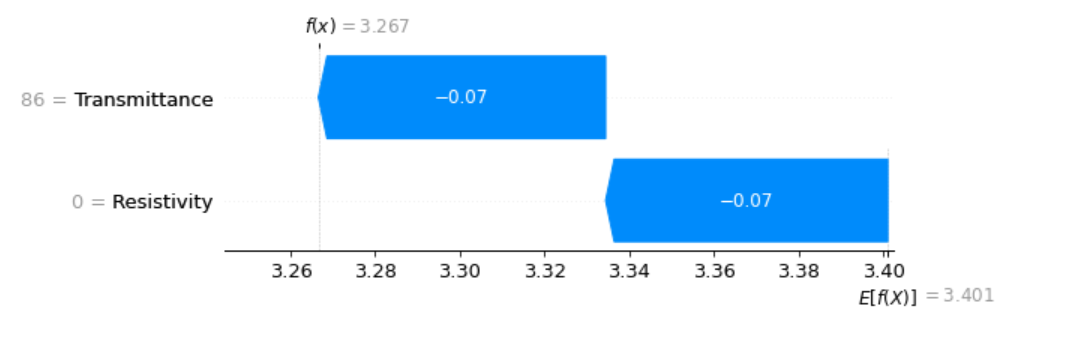 f(x) = 3.267
86 = Transmittance
−0.07
0 = Resistivity
−0.07
3.26 3.28 3.30 3.32 3.34 3.36 3.38 3.40
E[f(X)] = 3.401